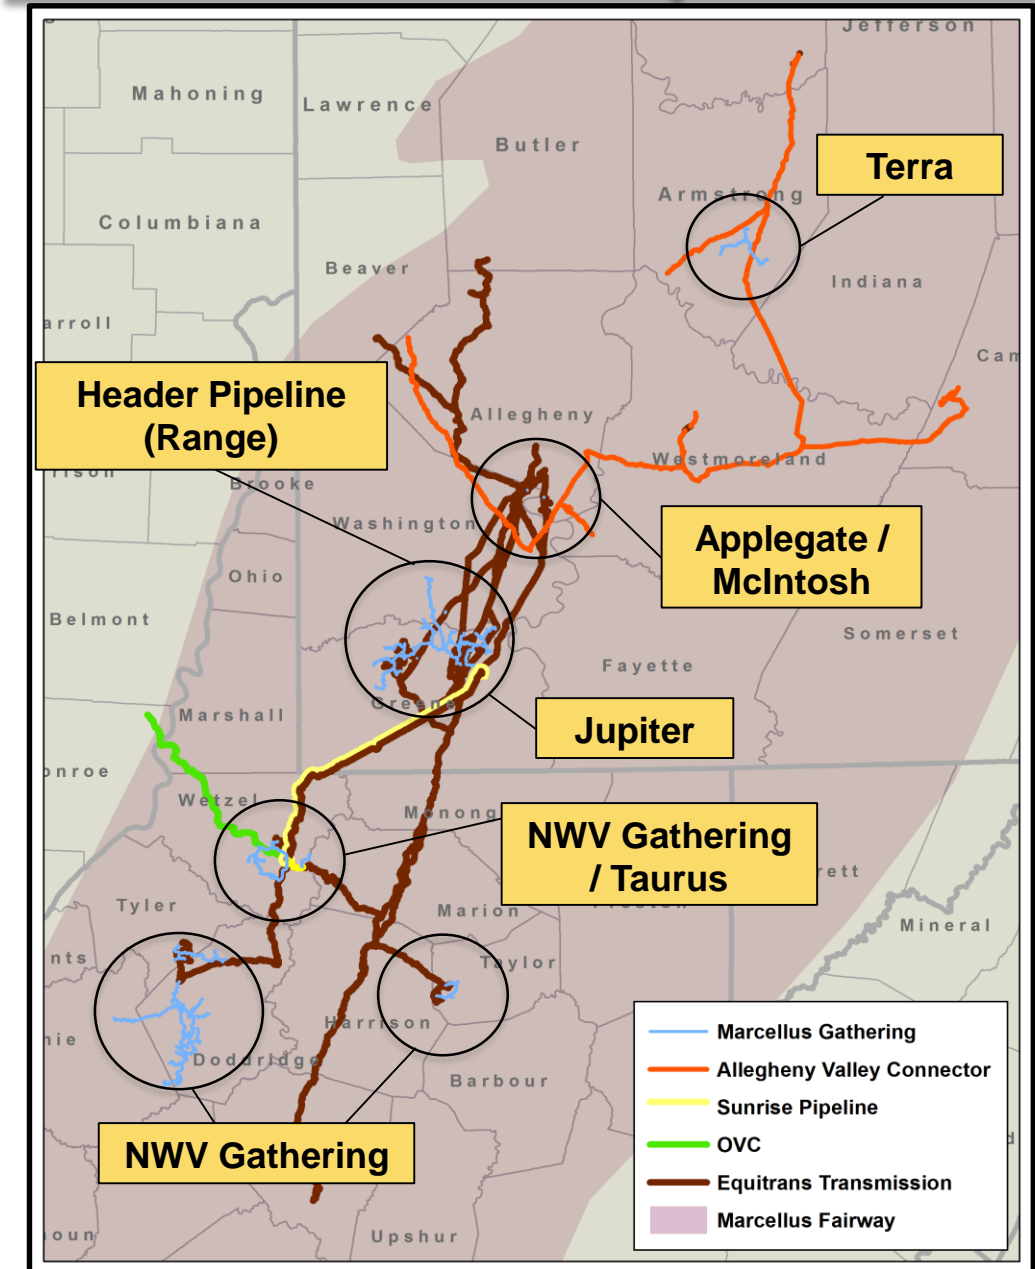 Jefferson
Mahoning
Lawrence
Butler
Terra
Armstrong
Columbiana
Beaver
Indiana
arroll
Cam
Header Pipeline
(Range)
Allegheny
Westmoreland
rison
Brooke
Washington
Applegate /
McIntosh
Ohio
Belmont
Somerset
Fayette
Greene
Marshall
Jupiter
onroe
Wetzel
Monong
NWV Gathering
/ Taurus
rett
Tyler
Marion
Preston
Mineral
nts
Taylor
Harrison
hie
Doddridge
Barbour
NWV Gathering
Marcellus Gathering
Allegheny Valley Connector
Sunrise Pipeline
OVC
Equitrans Transmission
Marcellus Fairway
houn
Upshur